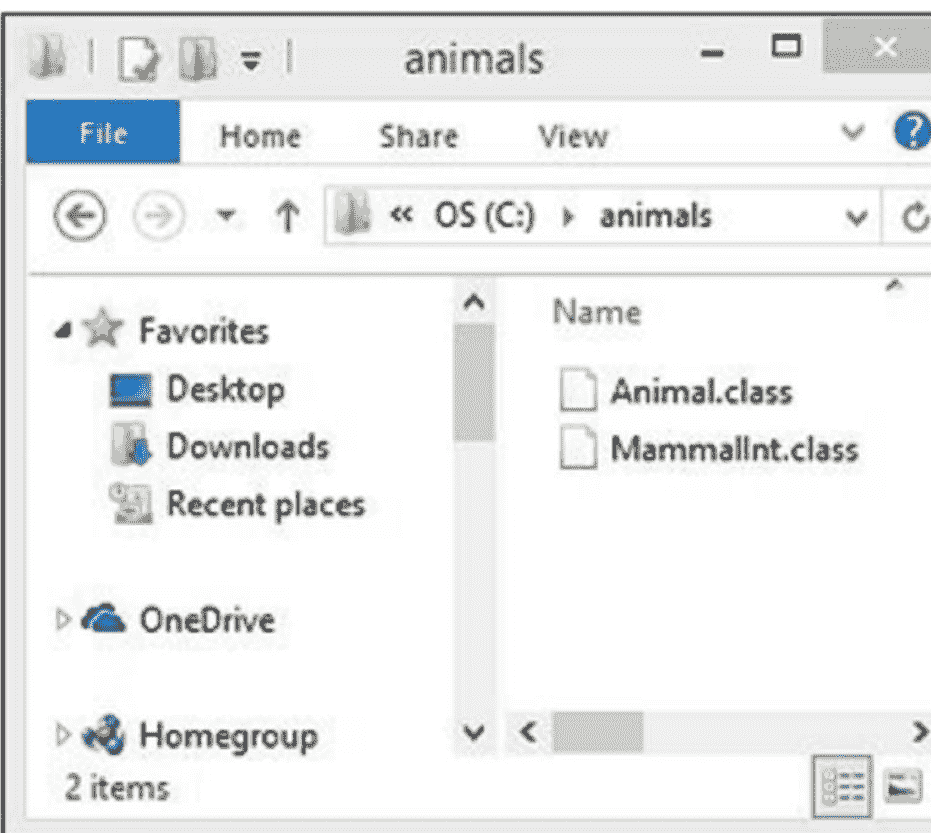 animals
File Home Share View
« OS (C:) animals
Favorites
Desktop
Downloads
Recent places
OneDrive
Homegroup
Name
Animal.class
MammalInt.class
2 items